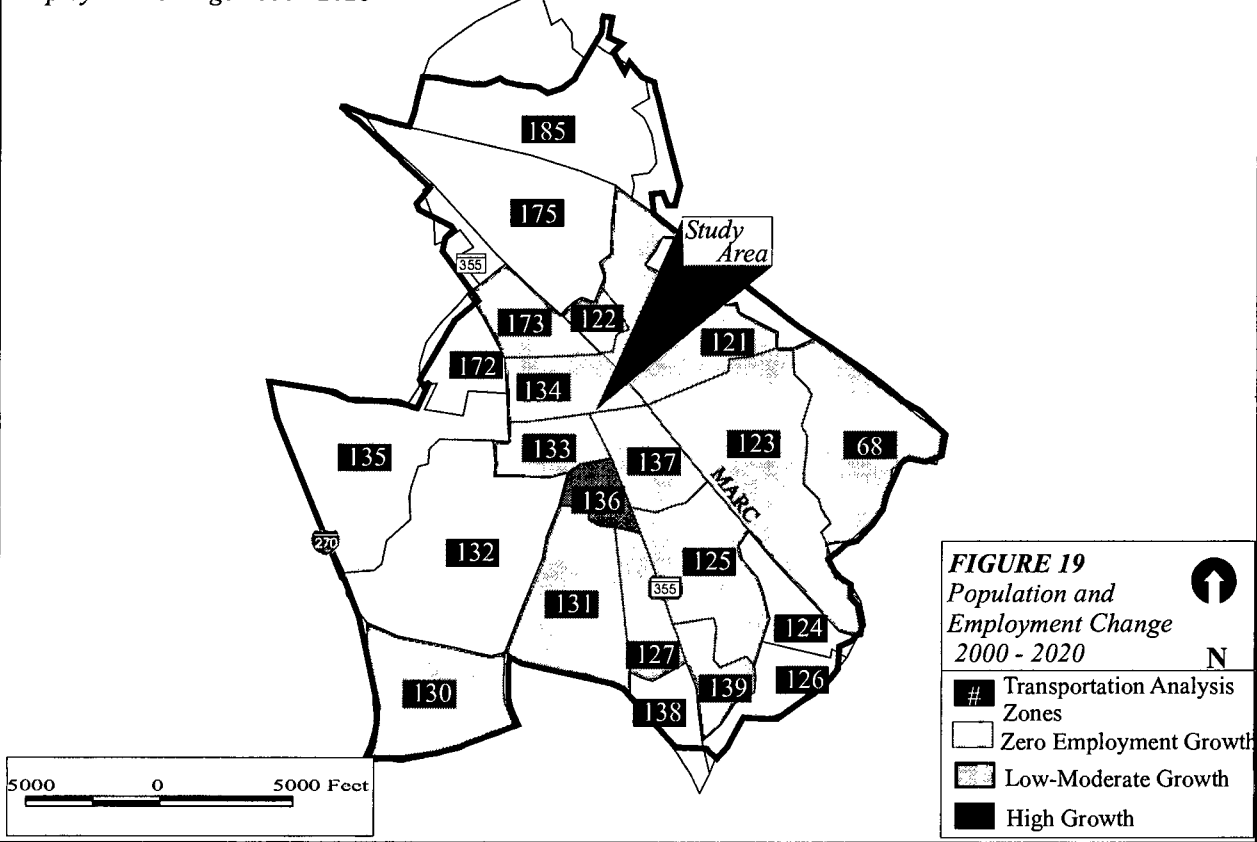 185
175
Study
Area
355
173
122
121
172
134
135
133
137
123
68
MARC
136
270
132
125
131
355
124
127
126
130
139
138
FIGURE 19
Population and
Employment Change
2000 - 2020
N
# Transportation Analysis
Zones
Zero Employment Growth
Low-Moderate Growth
High Growth
5000 0 5000 Feet